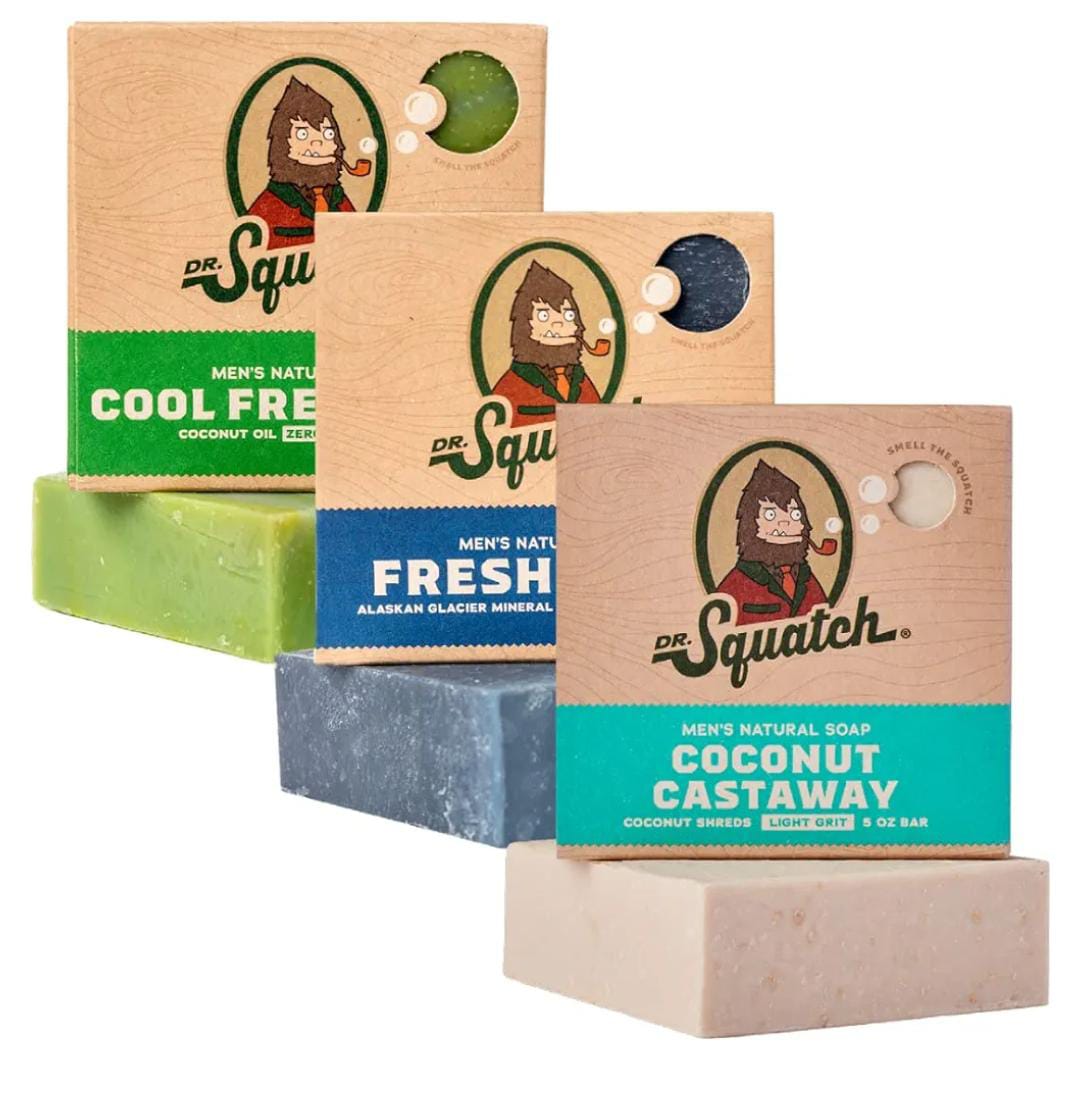 SMELL THE SQUATCH
DR. Squ
MEN'S NATU
COOL FRE
COCONUT OIL ZERO
SMELL THE SQUATCH
DR. Squ
MEN'S NATU
FRESH
ALASKAN GLACIER MINERAL
SMELL THE SQUATCH
DR. Squatch®
MEN'S NATURAL SOAP
COCONUT
CASTAWAY
COCONUT SHREDS LIGHT GRIT 5 OZ BAR